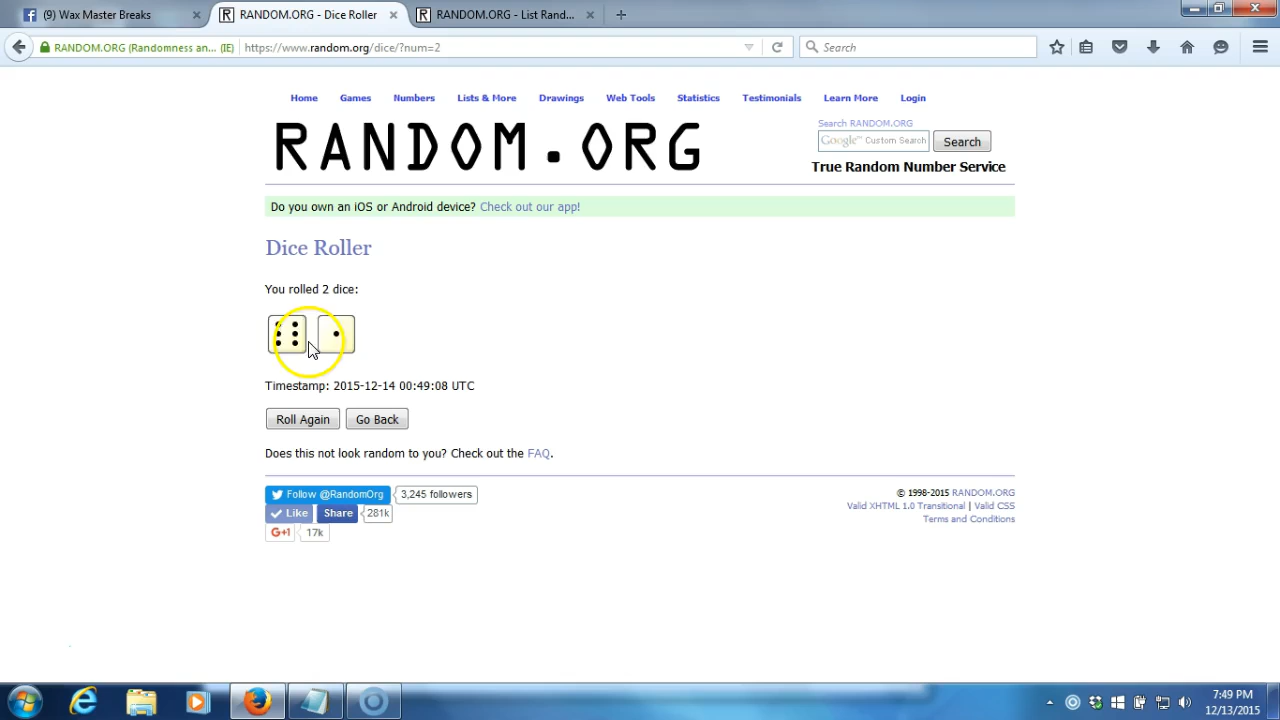 (9) Wax Master Breaks
RANDOM.ORG - Dice Roller
RANDOM.ORG - List Rand...
RANDOM.ORG (Randomness an... (IE)
https://www.random.org/dice/?num=2
Search
Home Games Numbers Lists & More Drawings Web Tools Statistics Testimonials Learn More Login
RANDOM.ORG
Search RANDOM.ORG
Google™ Custom Search
Search
True Random Number Service
Do you own an iOS or Android device? Check out our app!
Dice Roller
You rolled 2 dice:
Timestamp: 2015-12-14 00:49:08 UTC
Roll Again Go Back
Does this not look random to you? Check out the FAQ.
Follow @RandomOrg 3,245 followers
Like Share 281k
G+1 17k
© 1998-2015 RANDOM.ORG
Valid XHTML 1.0 Transitional | Valid CSS
Terms and Conditions
7:49 PM
12/13/2015